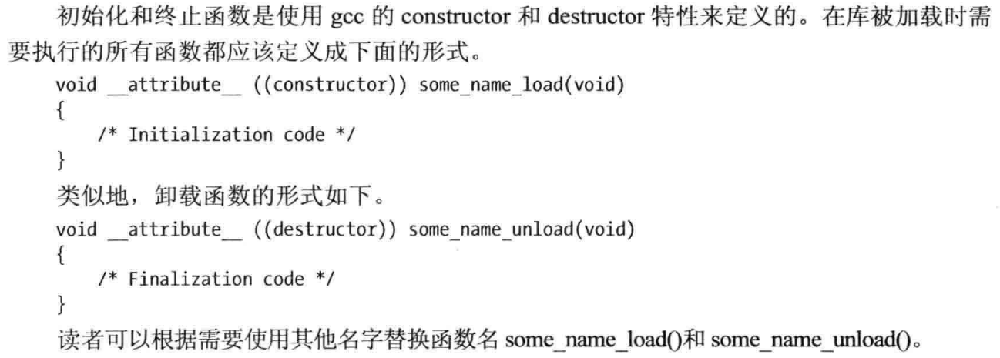 初始化和终止函数是使用 gcc 的 constructor 和 destructor 特性来定义的。在库被加载时需
要执行的所有函数都应该定义成下面的形式。
void __attribute__ ((constructor)) some_name_load(void)
{
    /* Initialization code */
}
类似地，卸载函数的形式如下。
void __attribute__ ((destructor)) some_name_unload(void)
{
    /* Finalization code */
}
读者可以根据需要使用其他名字替换函数名 some_name_load()和 some_name_unload()。